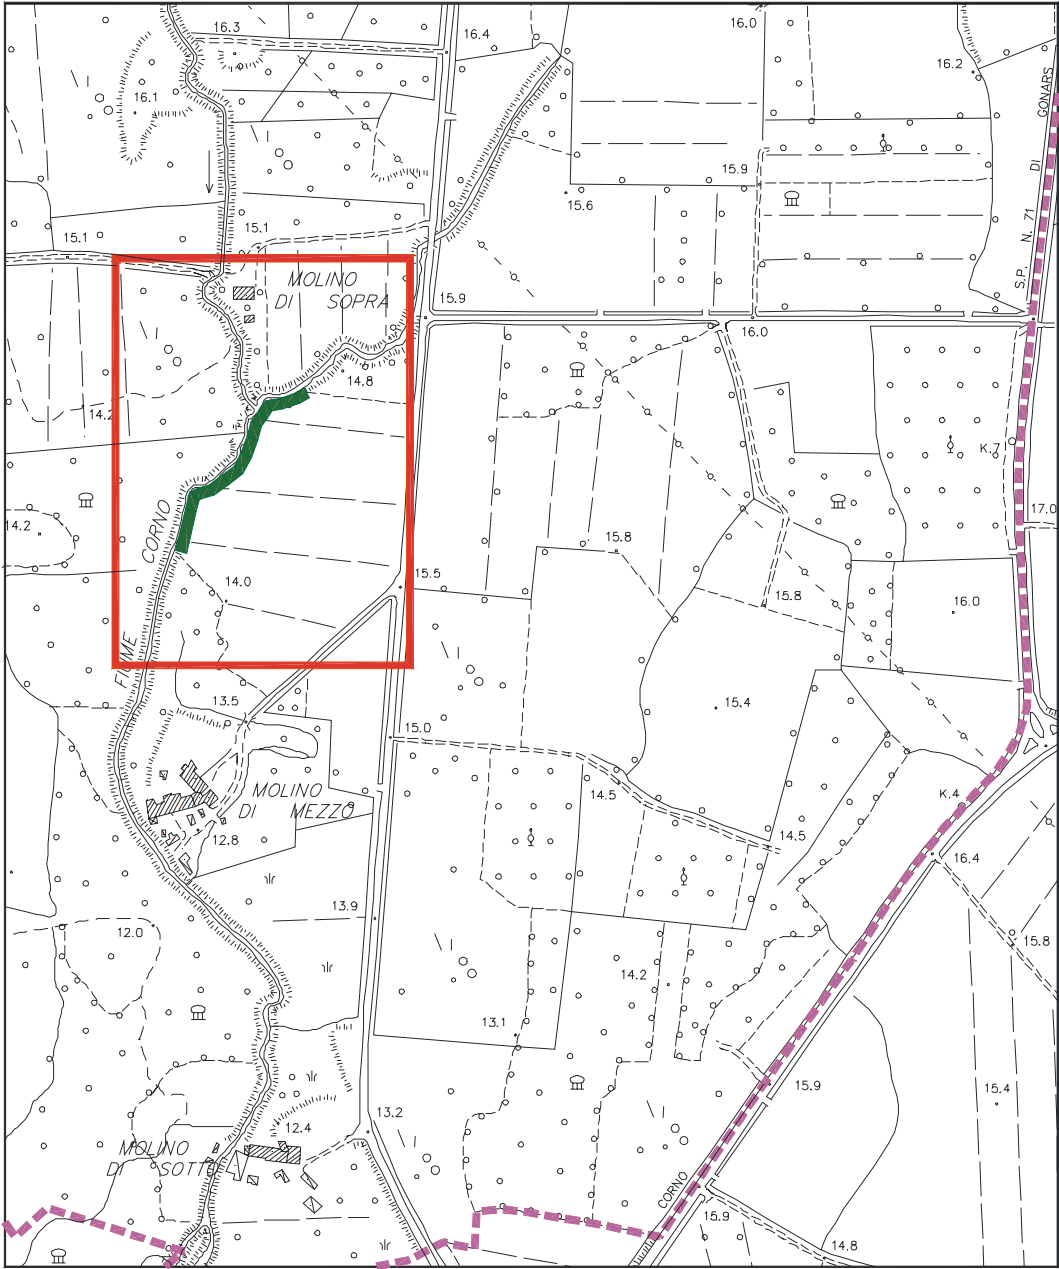 16.3
16.4
16.0
16.2
GONARS
16.1
DI
15.9
15.6
N. 71
15.1
15.1
S.P.
MOLINO
DI SOPRA
15.9
16.0
14.8
14.2
K.7
17.0
14.2
CORNO
15.8
15.5
14.0
15.8
16.0
FIUME
13.5
15.4
15.0
MOLINO
DI MEZZO
14.5
K.4
12.8
14.5
16.4
13.9
12.0
15.8
14.2
13.1
15.9
15.4
13.2
12.4
MOLINO
DI SOTTO
CORNO
15.9
14.8